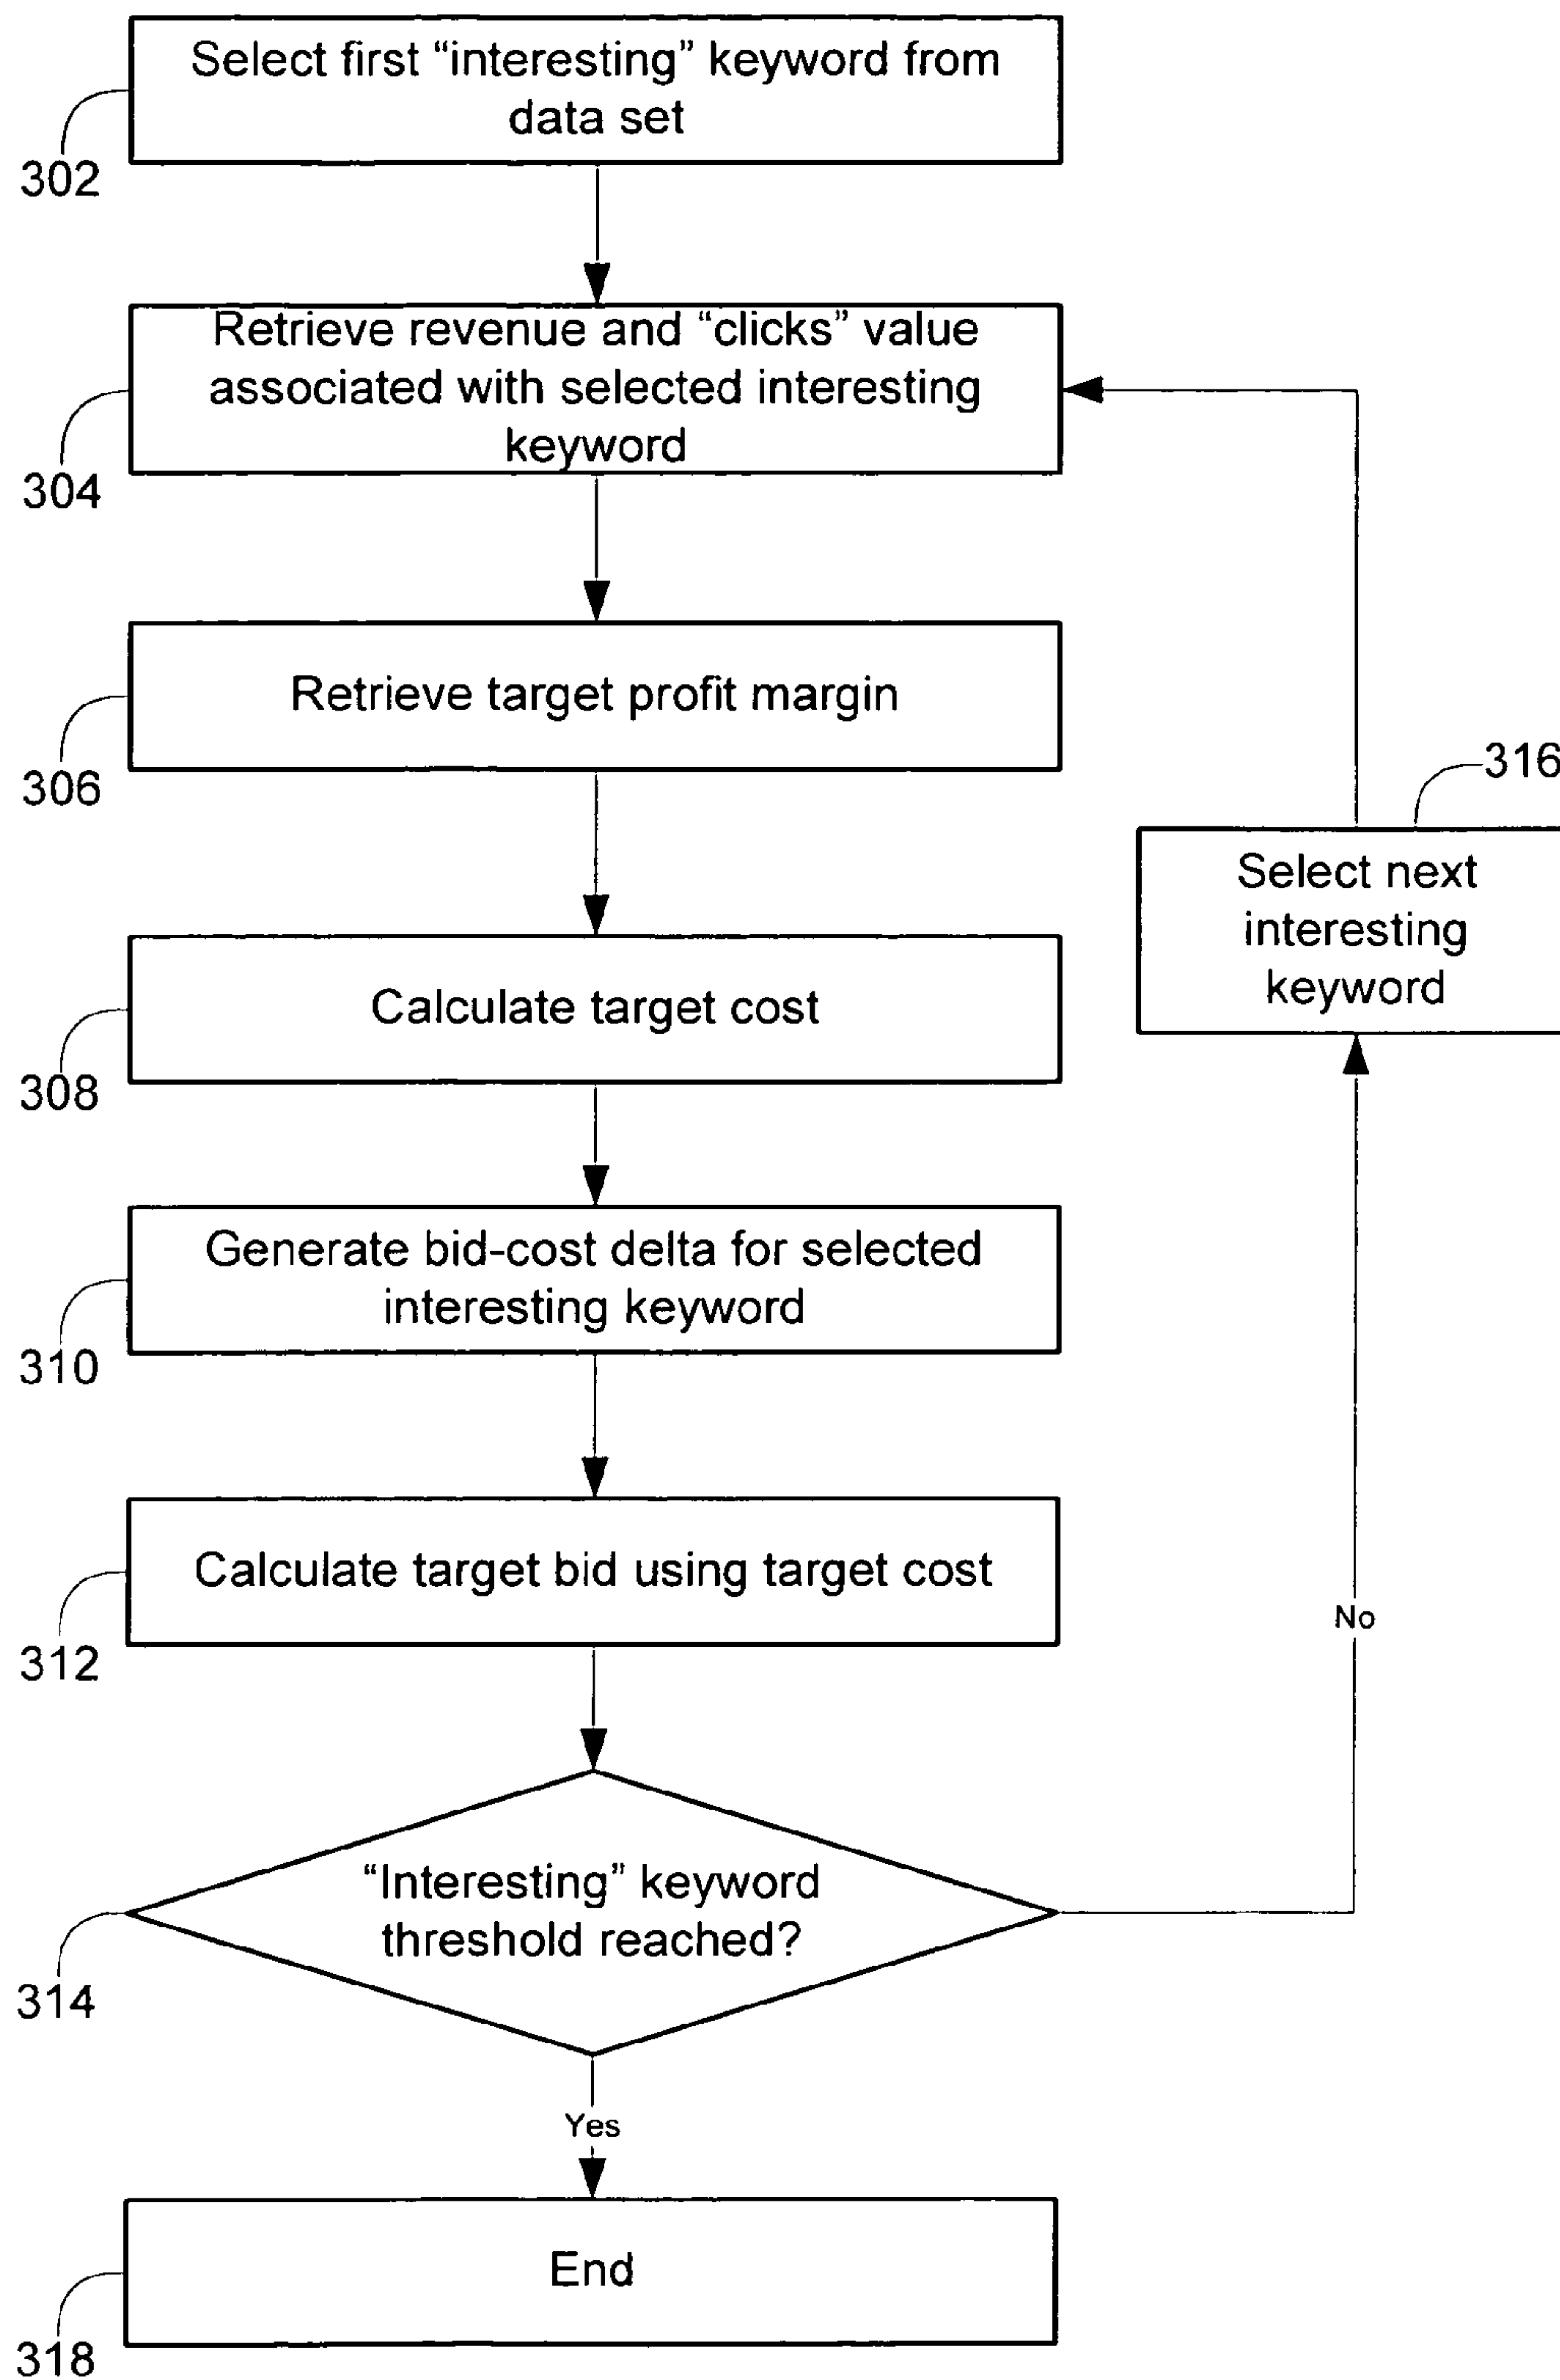 Select first “interesting” keyword from
data set
302
Retrieve revenue and “clicks” value
associated with selected interesting
keyword
304
Retrieve target profit margin
306
316
Select next
interesting
keyword
Calculate target cost
308
Generate bid-cost delta for selected
interesting keyword
310
Calculate target bid using target cost
312
No
“Interesting” keyword
threshold reached?
314
Yes
End
318